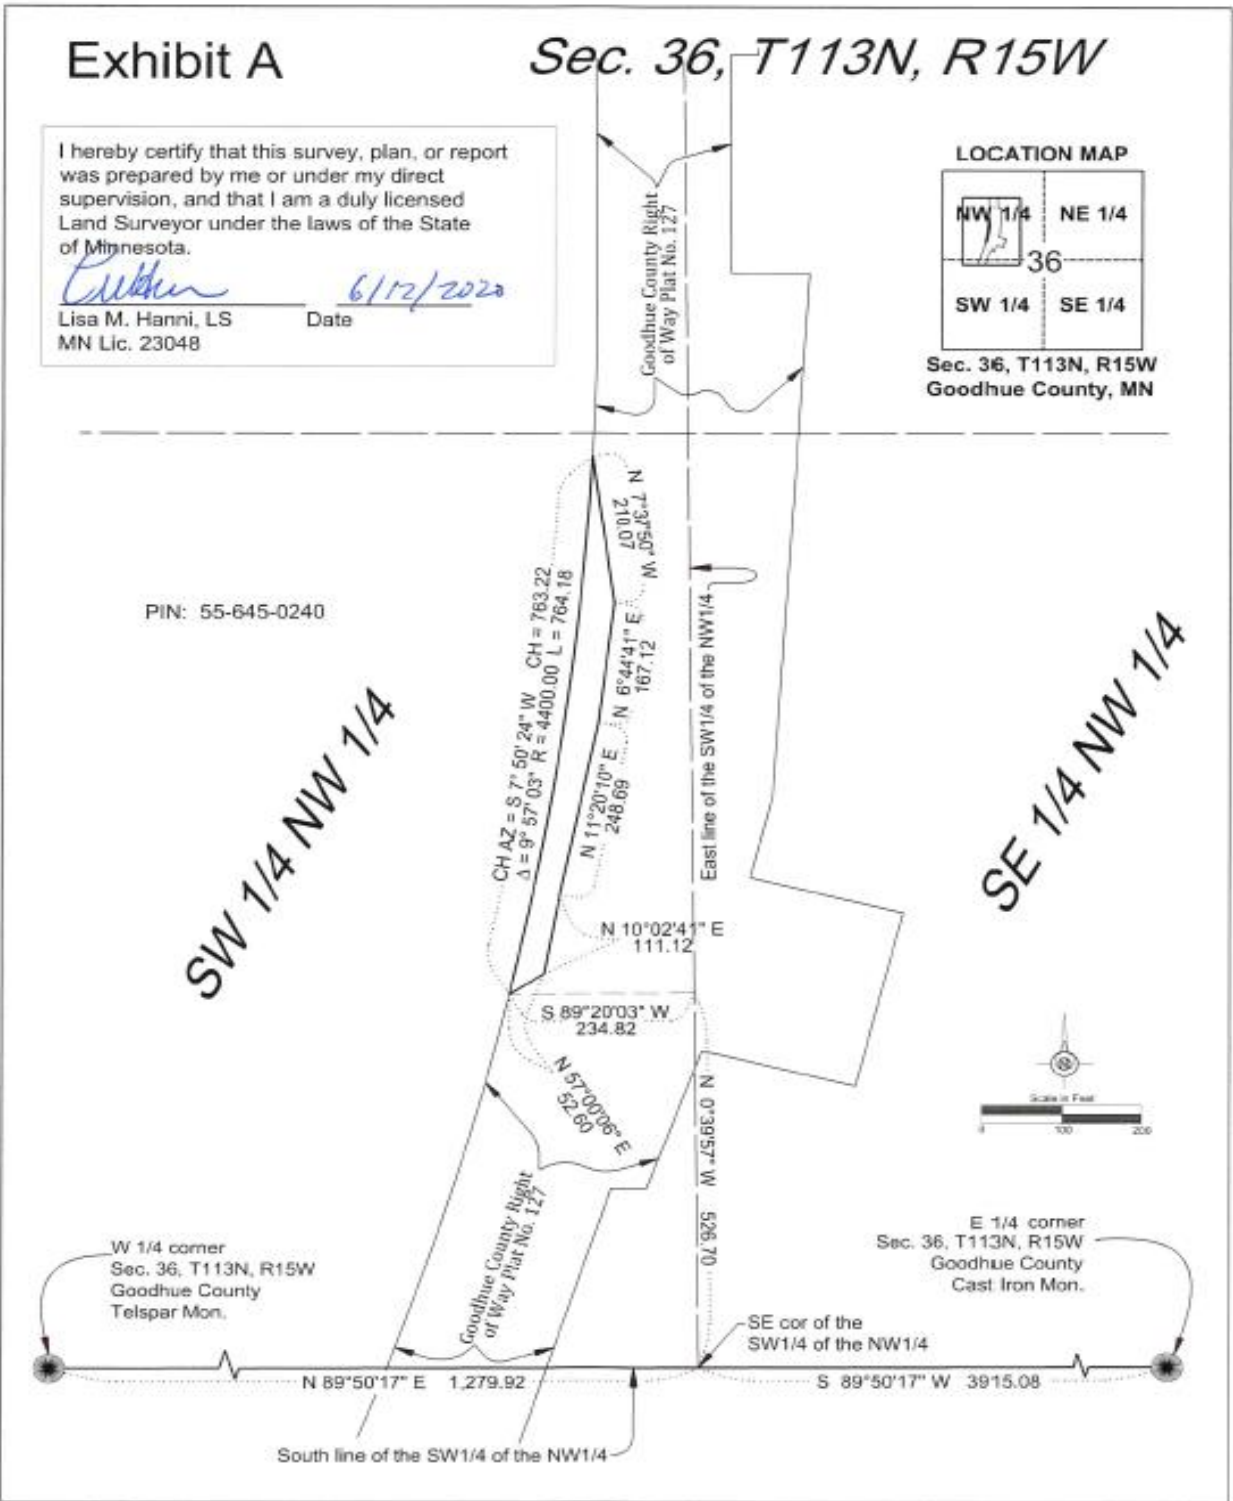 Exhibit A
Sec. 36, T113N, R15W
I hereby certify that this survey, plan, or report
was prepared by me or under my direct
supervision, and that I am a duly licensed
Land Surveyor under the laws of the State
of Minnesota.
6/12/2020
Lisa M. Hanni, LS
Date
MN Lic. 23048
LOCATION MAP
NW 1/4
NE 1/4
36
SW 1/4
SE 1/4
Sec. 36, T113N, R15W
Goodhue County, MN
Goodhue County Right
of Way Plat No. 127
PIN: 55-645-0240
SW 1/4 NW 1/4
SE 1/4 NW 1/4
CH AZ = S 7° 50' 24" W CH = 763.22
Δ = 9° 57' 03" R = 4400.00 L = 764.18
N 7°37'50" W
210.07
N 6°44'41" E
167.12
N 11°20'10" E
248.69
East line of the SW1/4 of the NW1/4
N 10°02'41" E
111.12
S 89°20'03" W
234.82
N 57°00'06" E
52.60
N 0°39'57" W 526.70
Scale in Feet
0 100 200
Goodhue County Right
of Way Plat No. 127
W 1/4 corner
Sec. 36, T113N, R15W
Goodhue County
Telspar Mon.
E 1/4 corner
Sec. 36, T113N, R15W
Goodhue County
Cast Iron Mon.
SE cor of the
SW1/4 of the NW1/4
N 89°50'17" E 1,279.92
S 89°50'17" W 3915.08
South line of the SW1/4 of the NW1/4